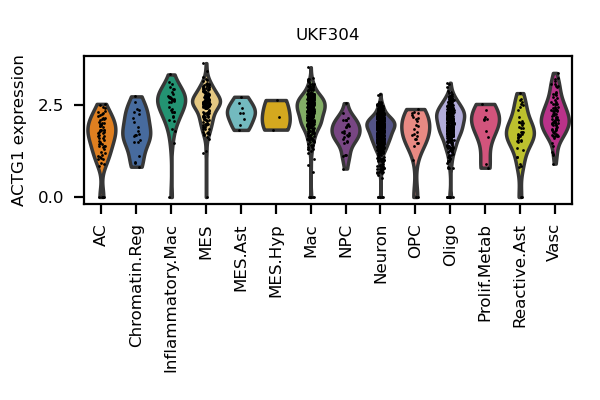 UKF304
ACTG1 expression
2.5
0.0
AC
Chromatin.Reg
Inflammatory.Mac
MES
MES.Ast
MES.Hyp
Mac
NPC
Neuron
OPC
Oligo
Prolif.Metab
Reactive.Ast
Vasc